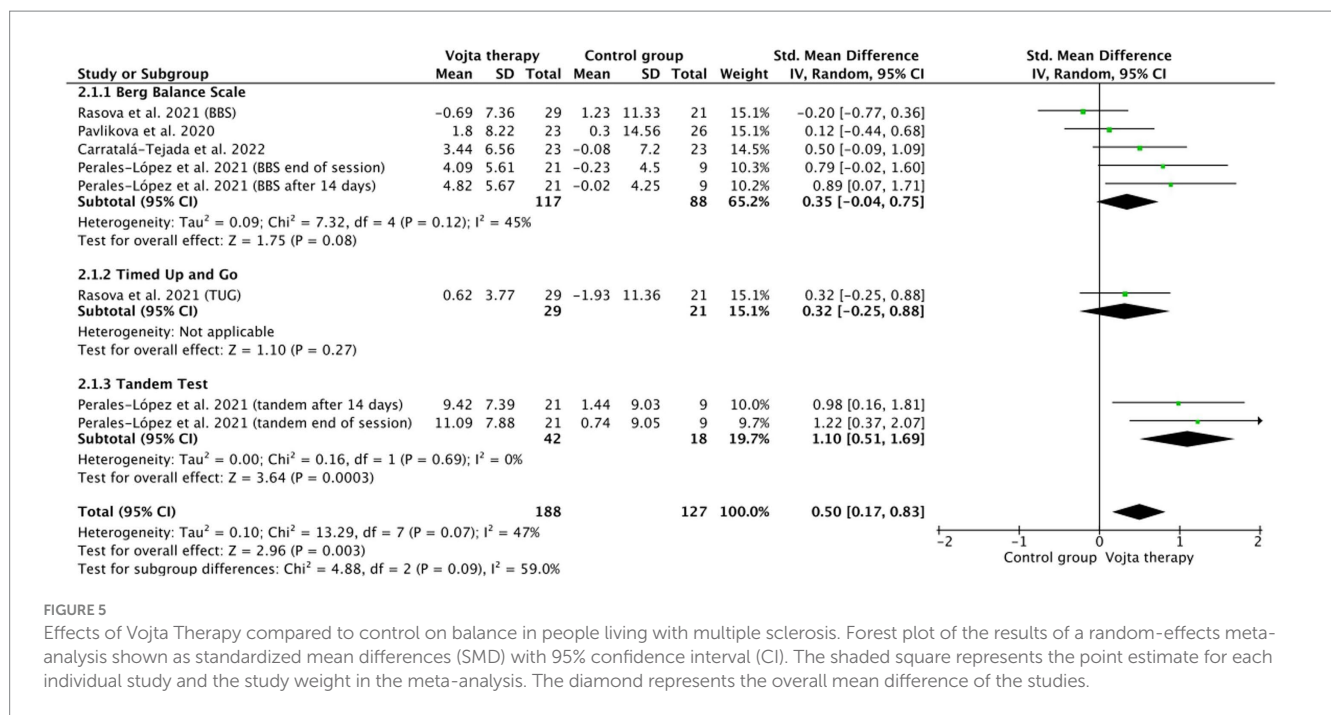 Vojta therapy Control group Std. Mean Difference Std. Mean Difference
Study or Subgroup Mean SD Total Mean SD Total Weight IV, Random, 95% CI IV, Random, 95% CI
2.1.1 Berg Balance Scale
Rasova et al. 2021 (BBS) −0.69 7.36 29 1.23 11.33 21 15.1% −0.20 [−0.77, 0.36]
Pavlikova et al. 2020 1.8 8.22 23 0.3 14.56 26 15.1% 0.12 [−0.44, 0.68]
Carratalá-Tejada et al. 2022 3.44 6.56 23 −0.08 7.2 23 14.5% 0.50 [−0.09, 1.09]
Perales-López et al. 2021 (BBS end of session) 4.09 5.61 21 −0.23 4.5 9 10.3% 0.79 [−0.02, 1.60]
Perales-López et al. 2021 (BBS after 14 days) 4.82 5.67 21 −0.02 4.25 9 10.2% 0.89 [0.07, 1.71]
Subtotal (95% CI) 117 88 65.2% 0.35 [−0.04, 0.75]
Heterogeneity: Tau² = 0.09; Chi² = 7.32, df = 4 (P = 0.12); I² = 45%
Test for overall effect: Z = 1.75 (P = 0.08)
2.1.2 Timed Up and Go
Rasova et al. 2021 (TUG) 0.62 3.77 29 −1.93 11.36 21 15.1% 0.32 [−0.25, 0.88]
Subtotal (95% CI) 29 21 15.1% 0.32 [−0.25, 0.88]
Heterogeneity: Not applicable
Test for overall effect: Z = 1.10 (P = 0.27)
2.1.3 Tandem Test
Perales-López et al. 2021 (tandem after 14 days) 9.42 7.39 21 1.44 9.03 9 10.0% 0.98 [0.16, 1.81]
Perales-López et al. 2021 (tandem end of session) 11.09 7.88 21 0.74 9.05 9 9.7% 1.22 [0.37, 2.07]
Subtotal (95% CI) 42 18 19.7% 1.10 [0.51, 1.69]
Heterogeneity: Tau² = 0.00; Chi² = 0.16, df = 1 (P = 0.69); I² = 0%
Test for overall effect: Z = 3.64 (P = 0.0003)
Total (95% CI) 188 127 100.0% 0.50 [0.17, 0.83]
Heterogeneity: Tau² = 0.10; Chi² = 13.29, df = 7 (P = 0.07); I² = 47%
Test for overall effect: Z = 2.96 (P = 0.003)
Test for subgroup differences: Chi² = 4.88, df = 2 (P = 0.09), I² = 59.0%
−2 −1 0 1 2
Control group Vojta therapy
FIGURE 5
Effects of Vojta Therapy compared to control on balance in people living with multiple sclerosis. Forest plot of the results of a random-effects meta-
analysis shown as standardized mean differences (SMD) with 95% confidence interval (CI). The shaded square represents the point estimate for each
individual study and the study weight in the meta-analysis. The diamond represents the overall mean difference of the studies.